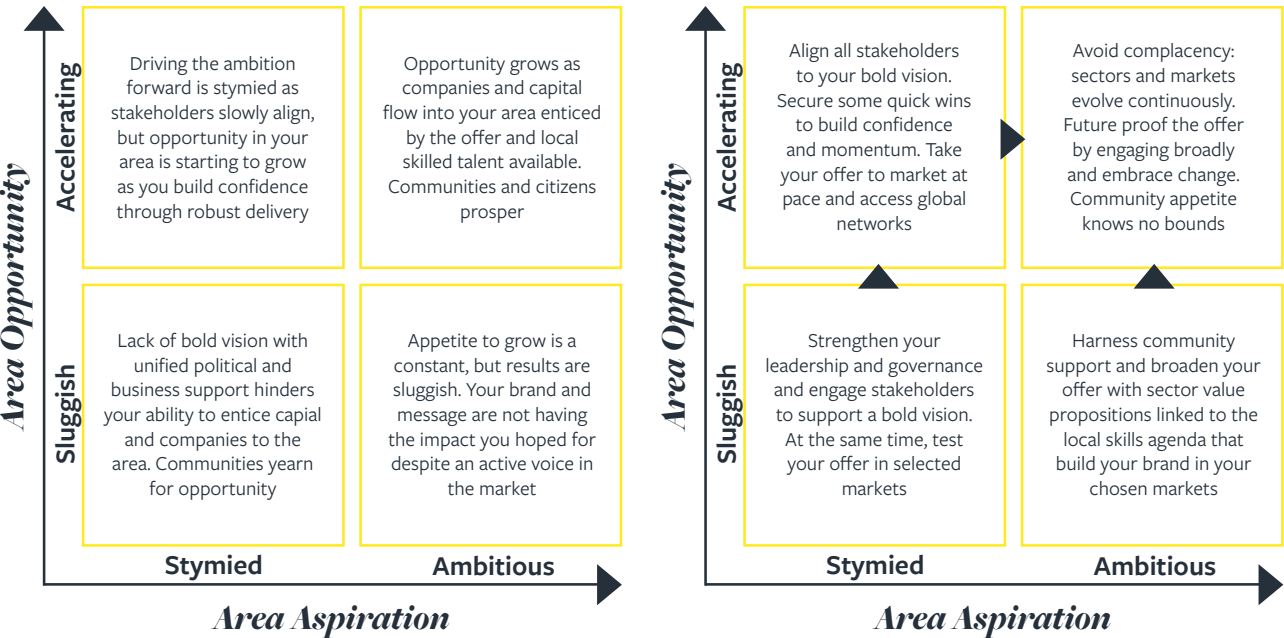 Area Opportunity
Accelerating
Driving the ambition
forward is stymied as
stakeholders slowly align,
but opportunity in your
area is starting to grow
as you build confidence
through robust delivery
Opportunity grows as
companies and capital
flow into your area enticed
by the offer and local
skilled talent available.
Communities and citizens
prosper
Sluggish
Lack of bold vision with
unified political and
business support hinders
your ability to entice capial
and companies to the
area. Communities yearn
for opportunity
Appetite to grow is a
constant, but results are
sluggish. Your brand and
message are not having
the impact you hoped for
despite an active voice in
the market
Stymied
Ambitious
Area Aspiration
Area Opportunity
Accelerating
Align all stakeholders
to your bold vision.
Secure some quick wins
to build confidence
and momentum. Take
your offer to market at
pace and access global
networks
Avoid complacency:
sectors and markets
evolve continuously.
Future proof the offer
by engaging broadly
and embrace change.
Community appetite
knows no bounds
Sluggish
Strengthen your
leadership and governance
and engage stakeholders
to support a bold vision.
At the same time, test
your offer in selected
markets
Harness community
support and broaden your
offer with sector value
propositions linked to the
local skills agenda that
build your brand in your
chosen markets
Stymied
Ambitious
Area Aspiration